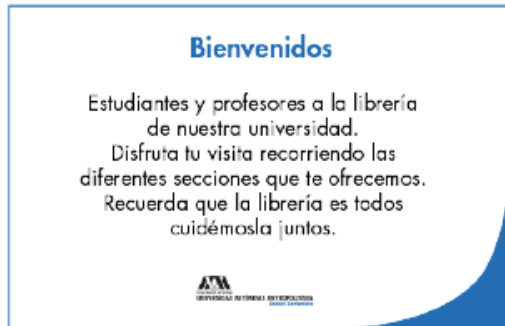 Bienvenidos
Estudiantes y profesores a la librería
de nuestra universidad.
Disfruta tu visita recorriendo las
diferentes secciones que te ofrecemos.
Recuerda que la librería es todos
cuidémosla juntos.
UNIVERSIDAD AUTÓNOMA METROPOLITANA